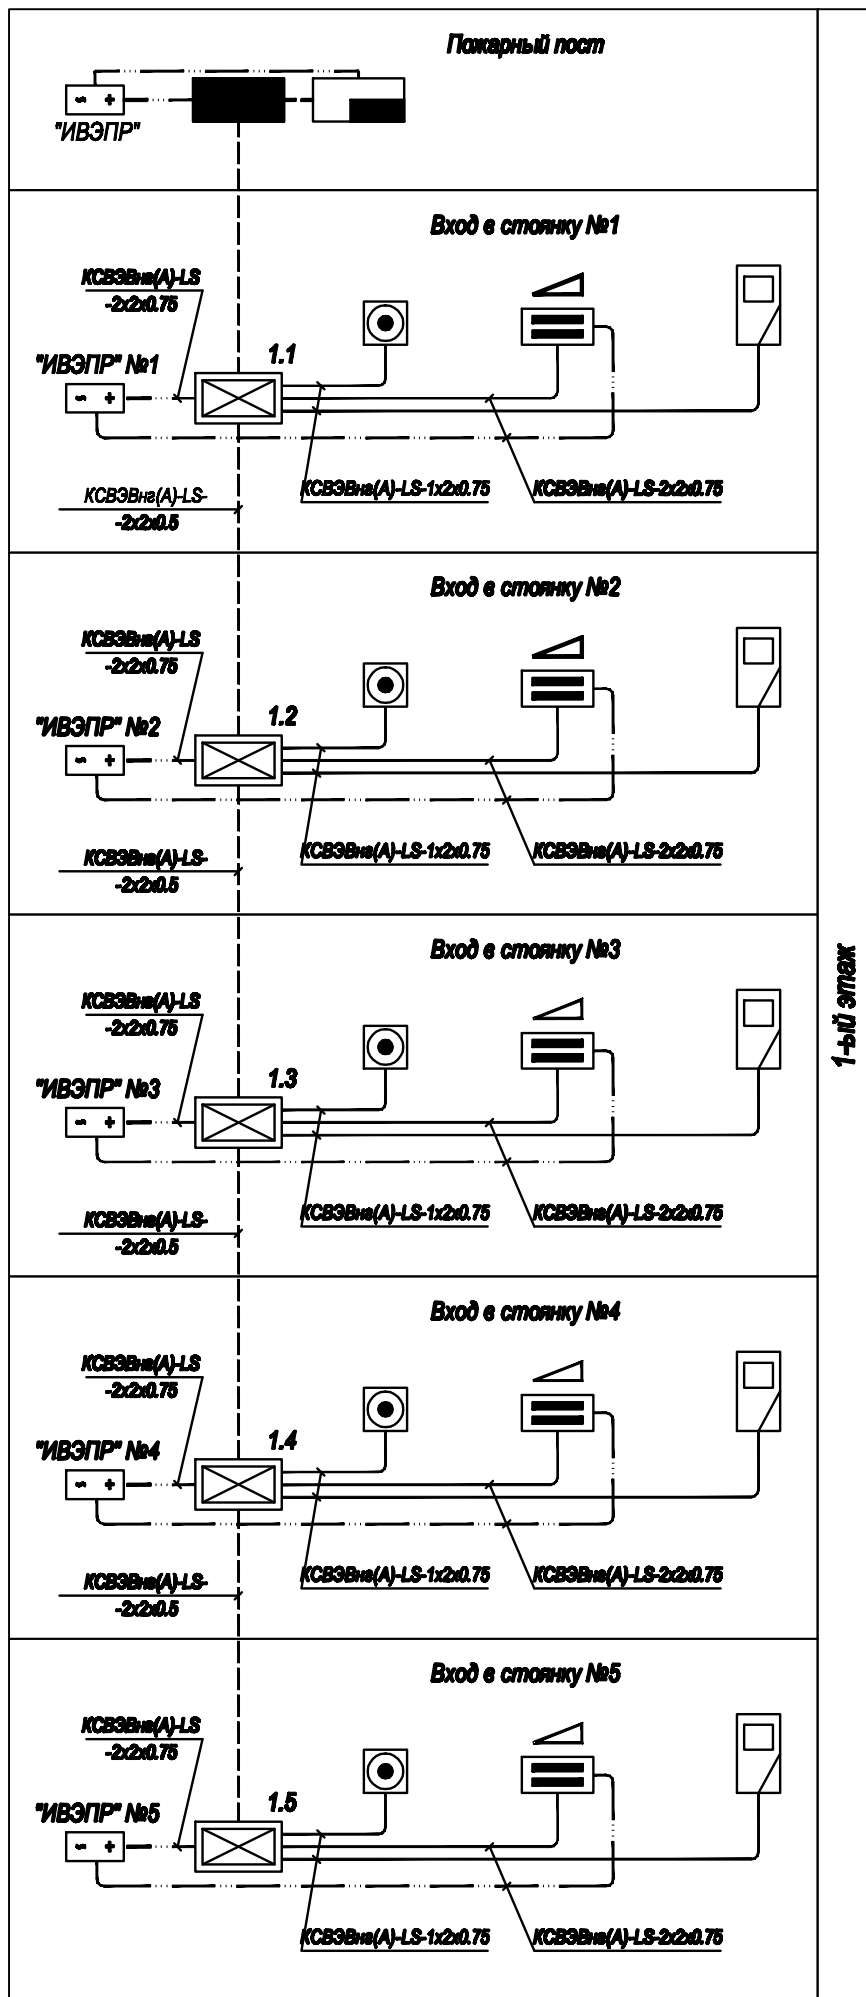 Пожарный пост
"ИВЭПР"
Вход в стоянку №1
КСВЭВнг(А)-LS
-2х2х0.75
"ИВЭПР" №1
1.1
КСВЭВнг(А)-LS-1х2х0.75
КСВЭВнг(А)-LS-2х2х0.75
КСВЭВнг(А)-LS-
-2х2х0.5
Вход в стоянку №2
КСВЭВнг(А)-LS
-2х2х0.75
"ИВЭПР" №2
1.2
КСВЭВнг(А)-LS-1х2х0.75
КСВЭВнг(А)-LS-2х2х0.75
КСВЭВнг(А)-LS-
-2х2х0.5
Вход в стоянку №3
КСВЭВнг(А)-LS
-2х2х0.75
"ИВЭПР" №3
1.3
КСВЭВнг(А)-LS-1х2х0.75
КСВЭВнг(А)-LS-2х2х0.75
КСВЭВнг(А)-LS-
-2х2х0.5
Вход в стоянку №4
КСВЭВнг(А)-LS
-2х2х0.75
"ИВЭПР" №4
1.4
КСВЭВнг(А)-LS-1х2х0.75
КСВЭВнг(А)-LS-2х2х0.75
КСВЭВнг(А)-LS-
-2х2х0.5
Вход в стоянку №5
КСВЭВнг(А)-LS
-2х2х0.75
"ИВЭПР" №5
1.5
КСВЭВнг(А)-LS-1х2х0.75
КСВЭВнг(А)-LS-2х2х0.75
1-ый этаж